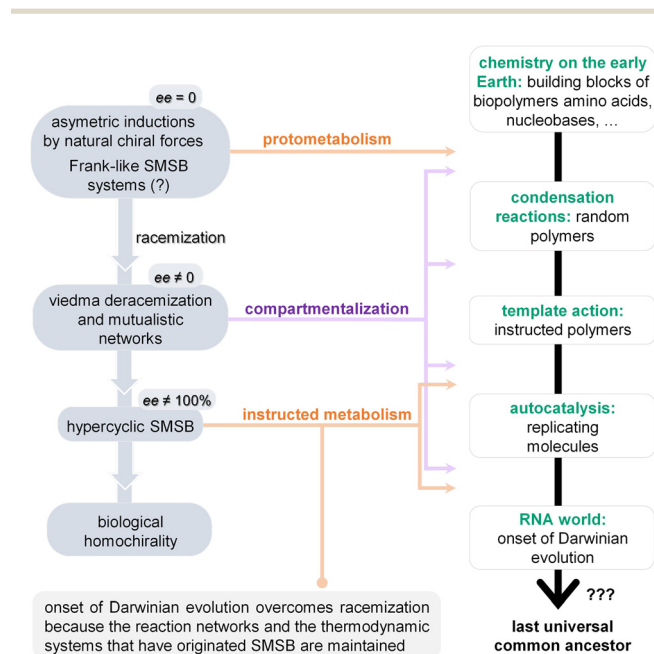 ee = 0
asymetric inductions
by natural chiral forces
Frank-like SMSB
systems (?)
racemization
ee ≠ 0
viedma deracemization
and mutualistic
networks
ee ≠ 100%
hypercyclic SMSB
biological
homochirality
protometabolism
compartmentalization
instructed metabolism
onset of Darwinian evolution overcomes racemization
because the reaction networks and the thermodynamic
systems that have originated SMSB are maintained
chemistry on the early
Earth: building blocks of
biopolymers amino acids,
nucleobases, ...
condensation
reactions: random
polymers
template action:
instructed polymers
autocatalysis:
replicating
molecules
RNA world:
onset of Darwinian
evolution
???
last universal
common ancestor